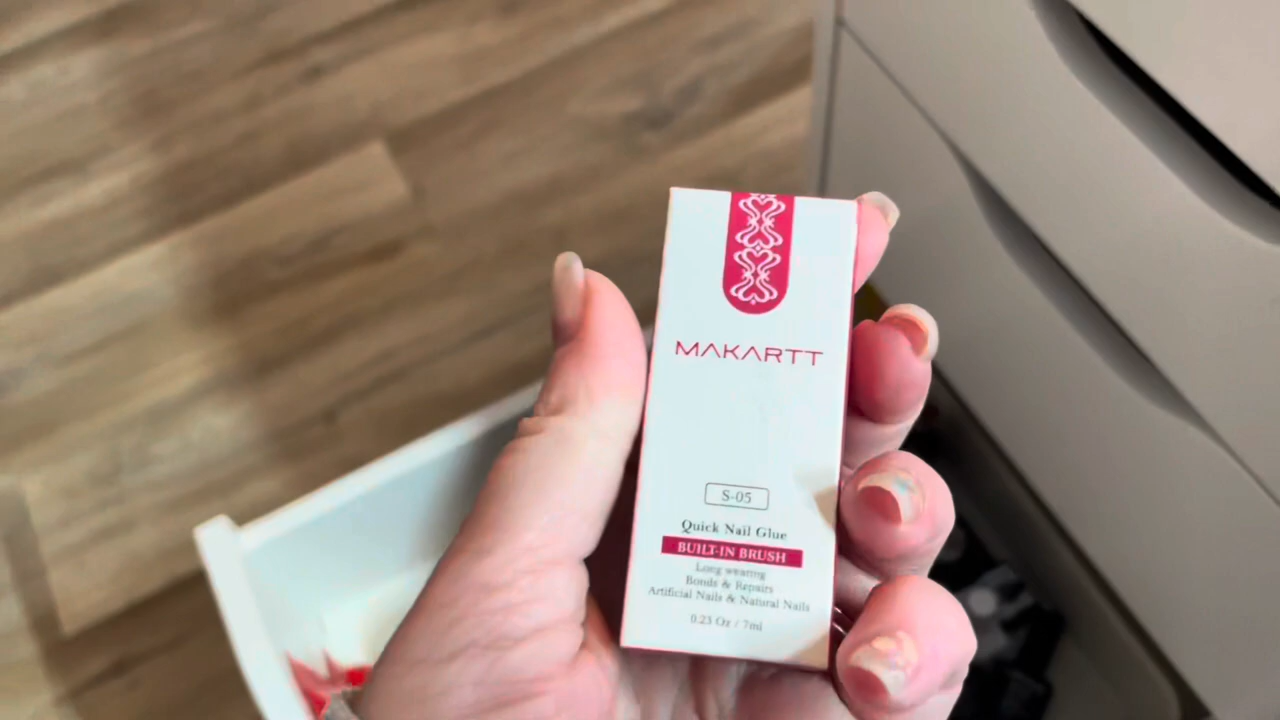 MAKARTT
S-05
Quick Nail Glue
BUILT-IN BRUSH
Long wearing
Bonds & Repairs
Artificial Nails & Natural Nails
0.23 Oz / 7ml